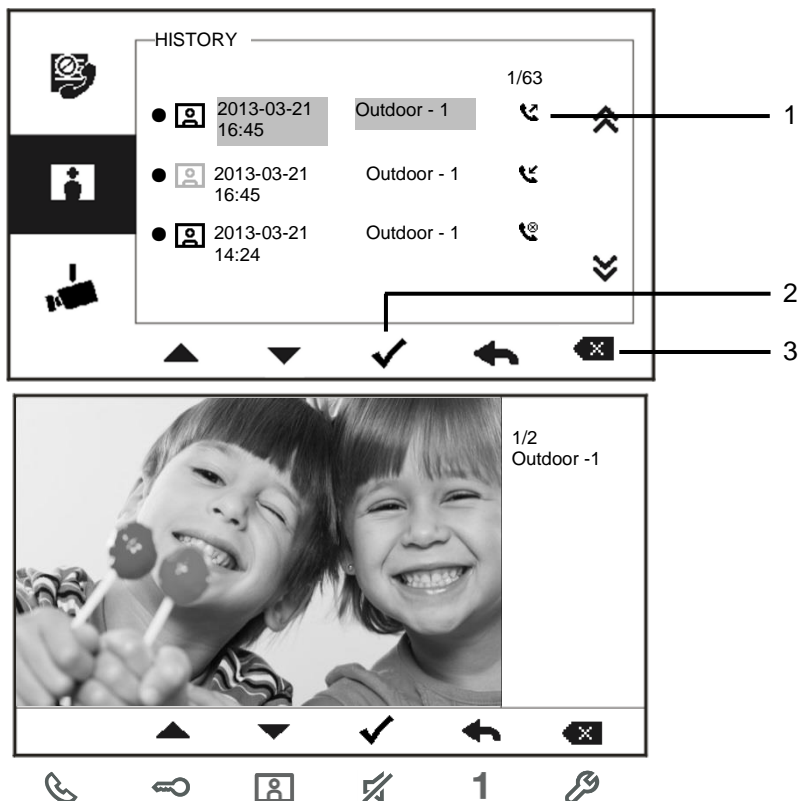 HISTORY
1/63
2013-03-21 Outdoor - 1
16:45
2013-03-21 Outdoor - 1
16:45
2013-03-21 Outdoor - 1
14:24
1
2
3
1/2
Outdoor -1
1